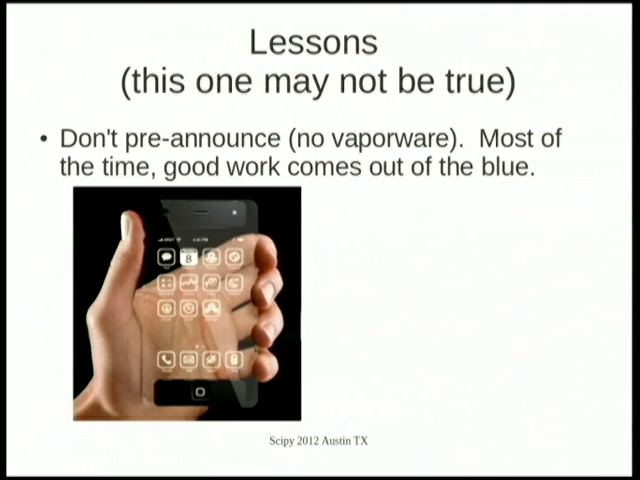 Lessons
(this one may not be true)
• Don't pre-announce (no vaporware).  Most of
the time, good work comes out of the blue.
8
Scipy 2012 Austin TX